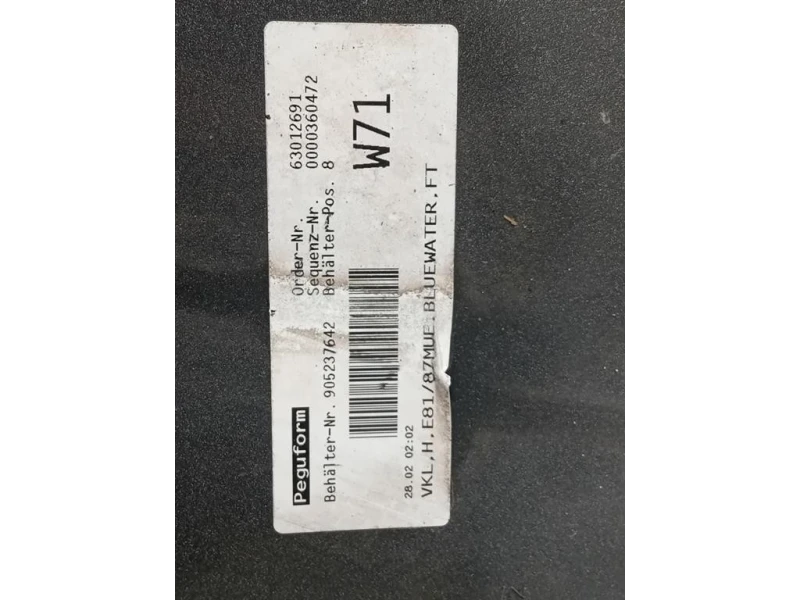 Peguform
Order-Nr. 63012691
Sequenz-Nr. 0000360472
Behälter-Nr. 905237642 Behälter-Pos. 8
W71
28.02 02:02
VKL,H,E81/87MUE.BLUEWATER,FT